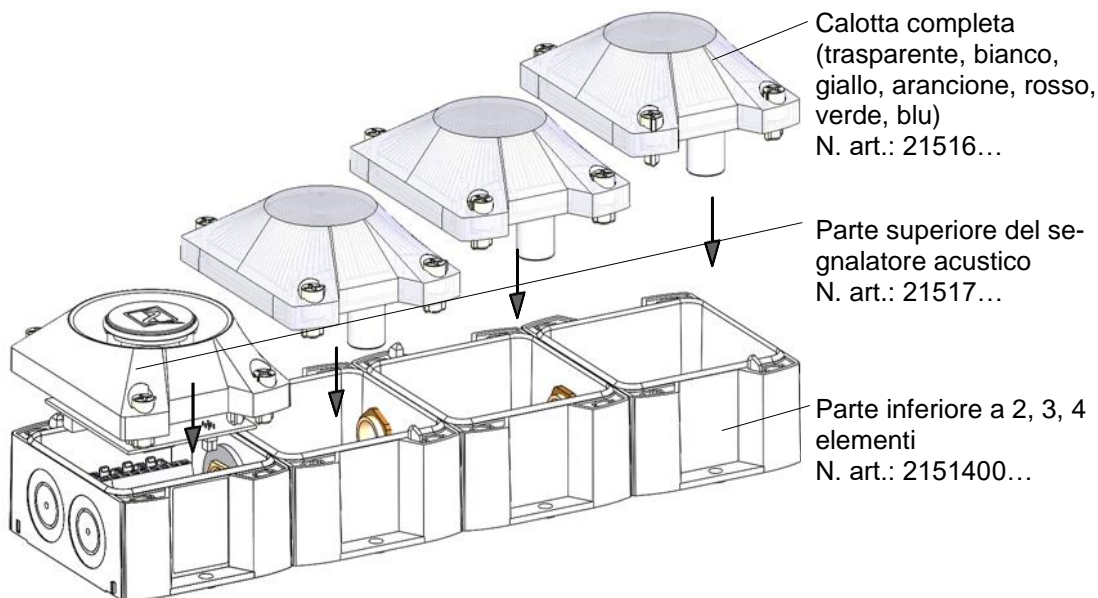 Calotta completa
(trasparente, bianco,
giallo, arancione, rosso,
verde, blu)
N. art.: 21516…
Parte superiore del se-
gnalatore acustico
N. art.: 21517…
Parte inferiore a 2, 3, 4
elementi
N. art.: 2151400…